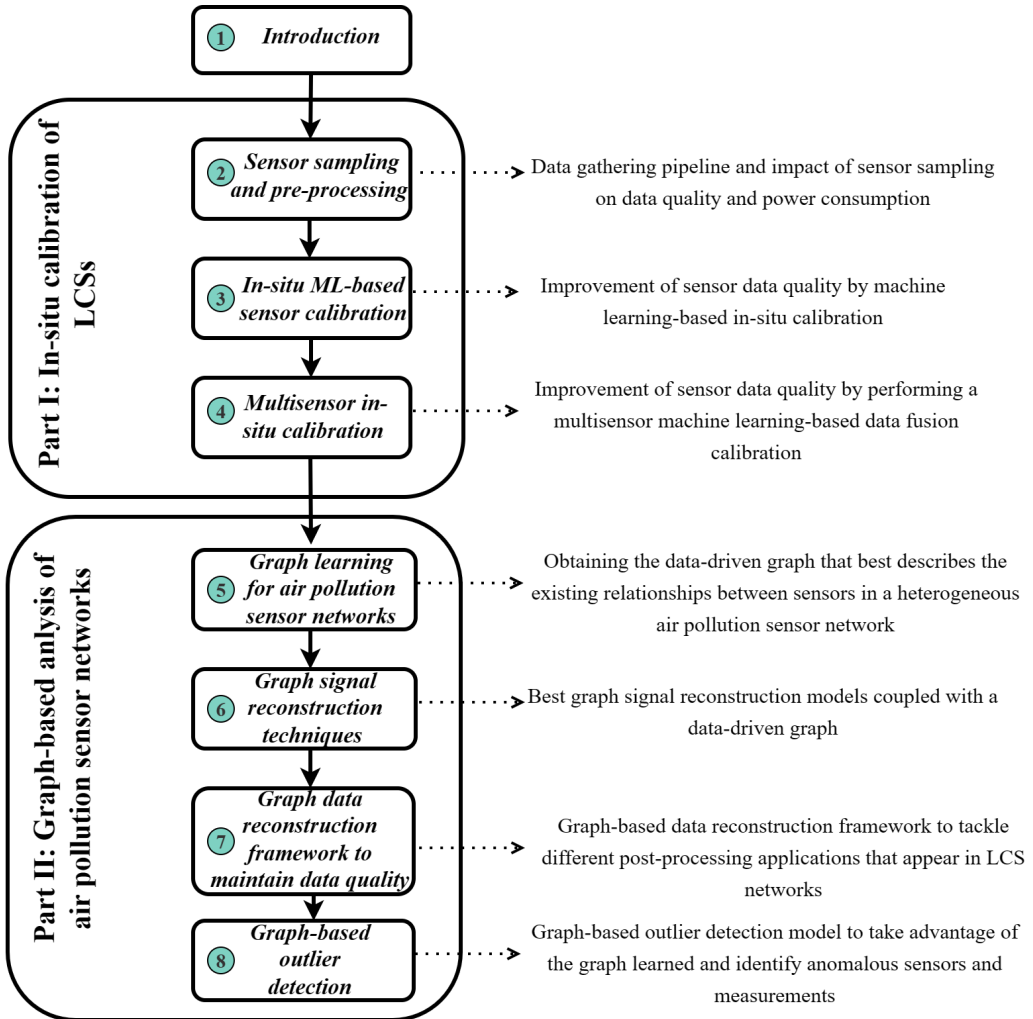 1
Introduction
Part I: In-situ calibration of
LCSs
2
Sensor sampling
and pre-processing
Data gathering pipeline and impact of sensor sampling
on data quality and power consumption
3
In-situ ML-based
sensor calibration
Improvement of sensor data quality by machine
learning-based in-situ calibration
4
Multisensor in-
situ calibration
Improvement of sensor data quality by performing a
multisensor machine learning-based data fusion
calibration
Part II: Graph-based anlysis of
air pollution sensor networks
5
Graph learning
for air pollution
sensor networks
Obtaining the data-driven graph that best describes the
existing relationships between sensors in a heterogeneous
air pollution sensor network
6
Graph signal
reconstruction
techniques
Best graph signal reconstruction models coupled with a
data-driven graph
7
Graph data
reconstruction
framework to
maintain data quality
Graph-based data reconstruction framework to tackle
different post-processing applications that appear in LCS
networks
8
Graph-based
outlier
detection
Graph-based outlier detection model to take advantage of
the graph learned and identify anomalous sensors and
measurements